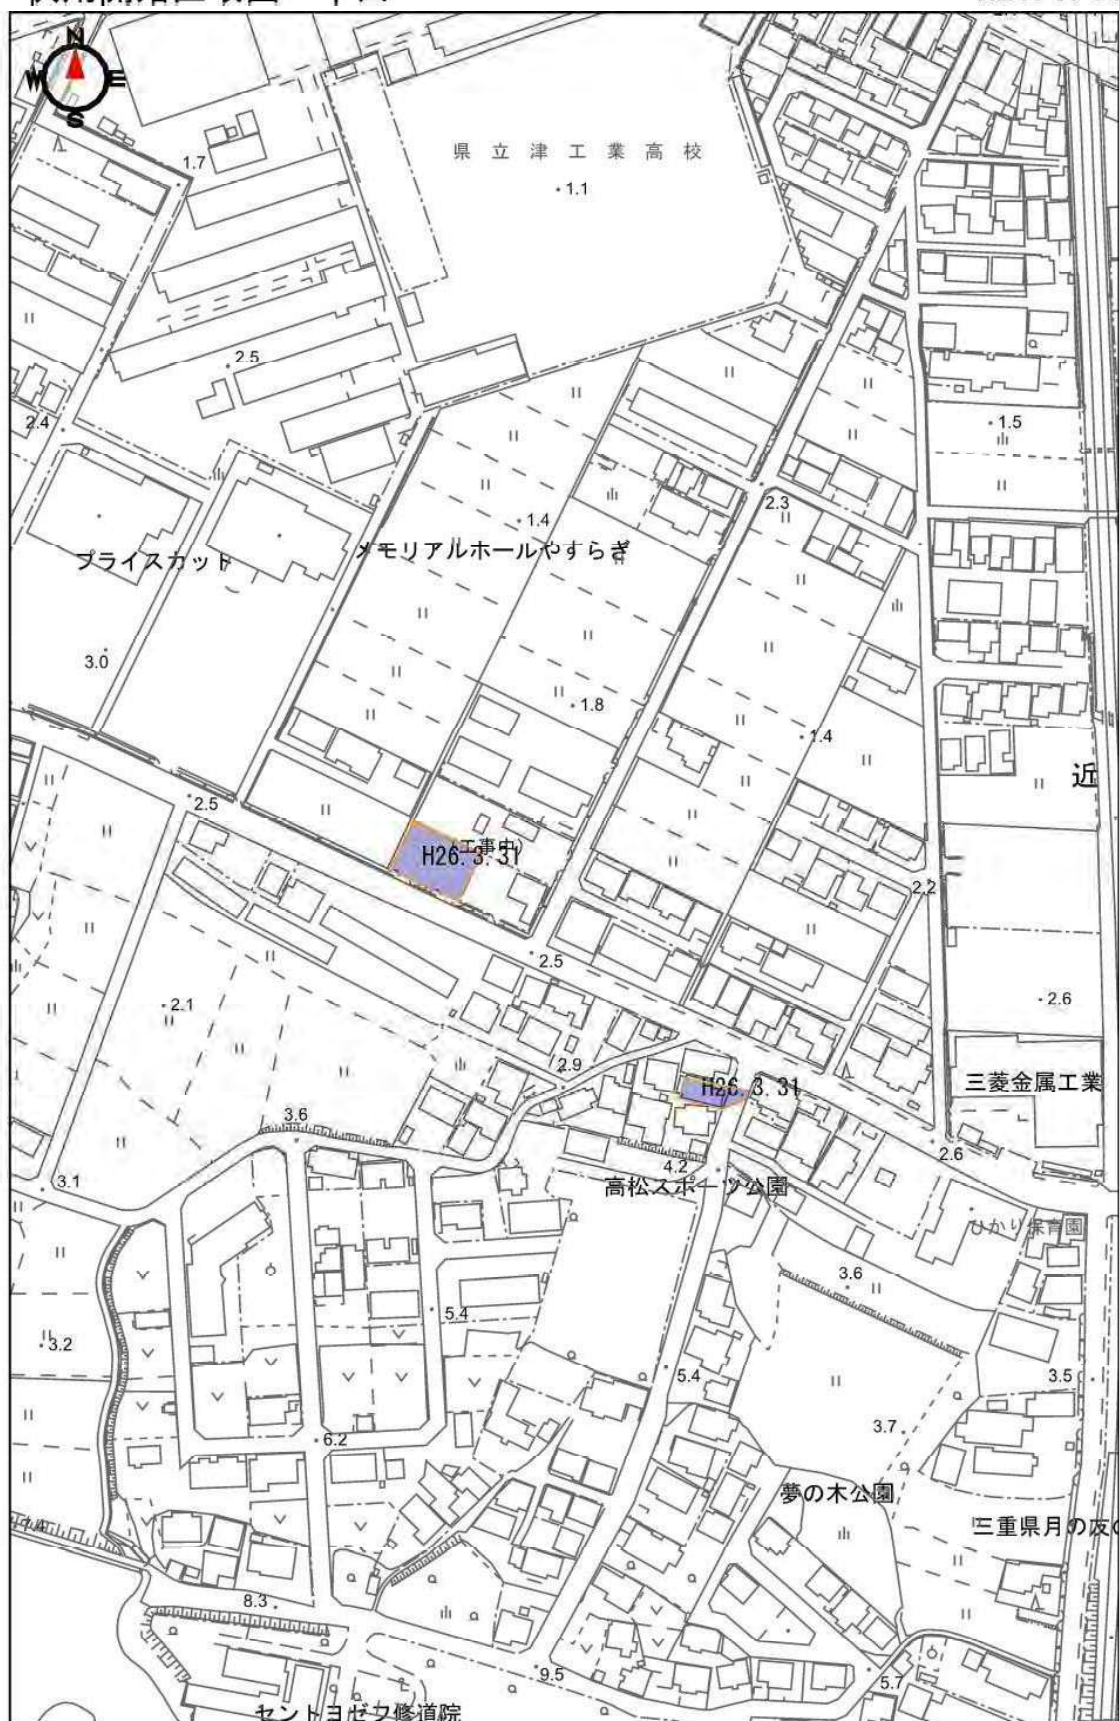 N
W E
S
県立津工業高校
1.7
1.1
2.5
2.4
1.5
2.3
1.4
プライスカット
メモリアルホールやすらぎ
3.0
1.8
1.4
近
2.5
(工事中)
H26.3.31
2.2
2.5
2.1
2.6
2.9
H26.3.31
三菱金属工業
3.6
2.6
4.2
3.1
高松スポーツ公園
ひかり保育園
3.6
5.4
3.2
5.4
3.5
3.7
6.2
夢の木公園
三重県月の友の
8.3
9.5
5.7
セントヨゼフ修道院